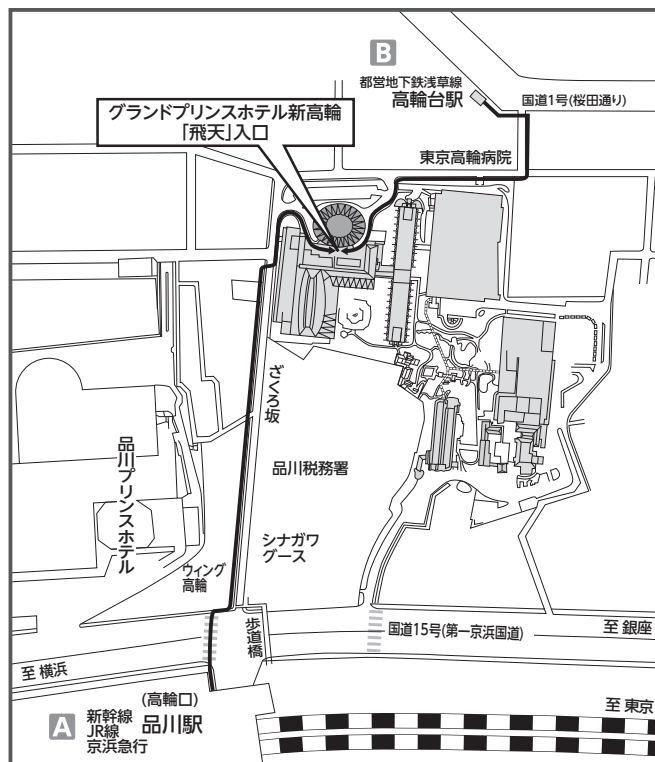 B
都営地下鉄浅草線
高輪台駅
国道1号(桜田通り)
グランドプリンスホテル新高輪
「飛天」入口
東京高輪病院
ざくろ坂
品川プリンスホテル
品川税務署
シナガワ
グース
ウィング
高輪
歩道橋
国道15号(第一京浜国道)
至 銀座
至 横浜
至 東京
(高輪口)
A
新幹線
JR線
京浜急行
品川駅